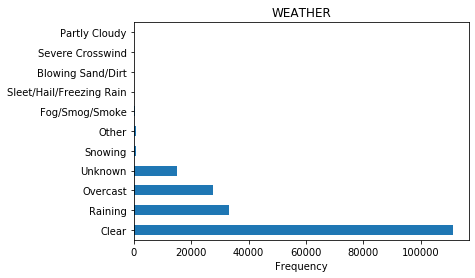 WEATHER
Partly Cloudy
Severe Crosswind
Blowing Sand/Dirt
Sleet/Hail/Freezing Rain
Fog/Smog/Smoke
Other
Snowing
Unknown
Overcast
Raining
Clear
0 20000 40000 60000 80000 100000
Frequency